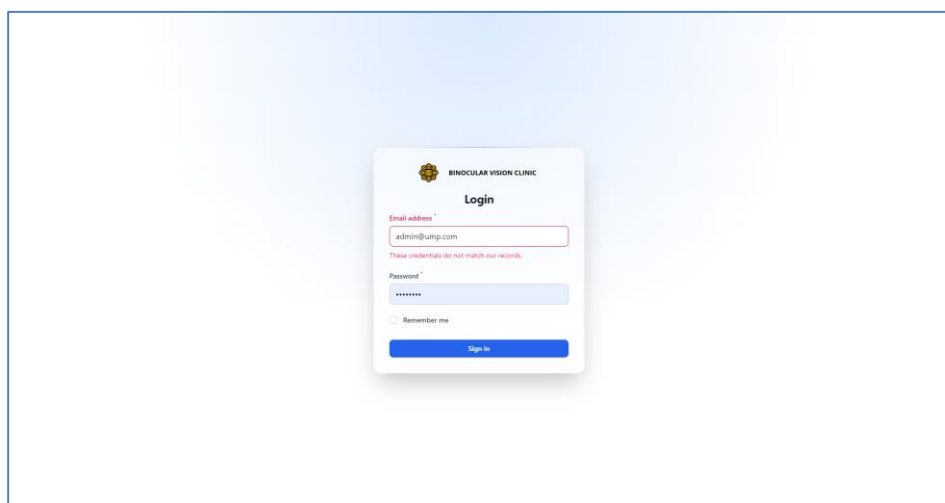 BINOCULAR VISION CLINIC
Login
Email address *
admin@ump.com
These credentials do not match our records.
Password *
••••••••
Remember me
Sign in